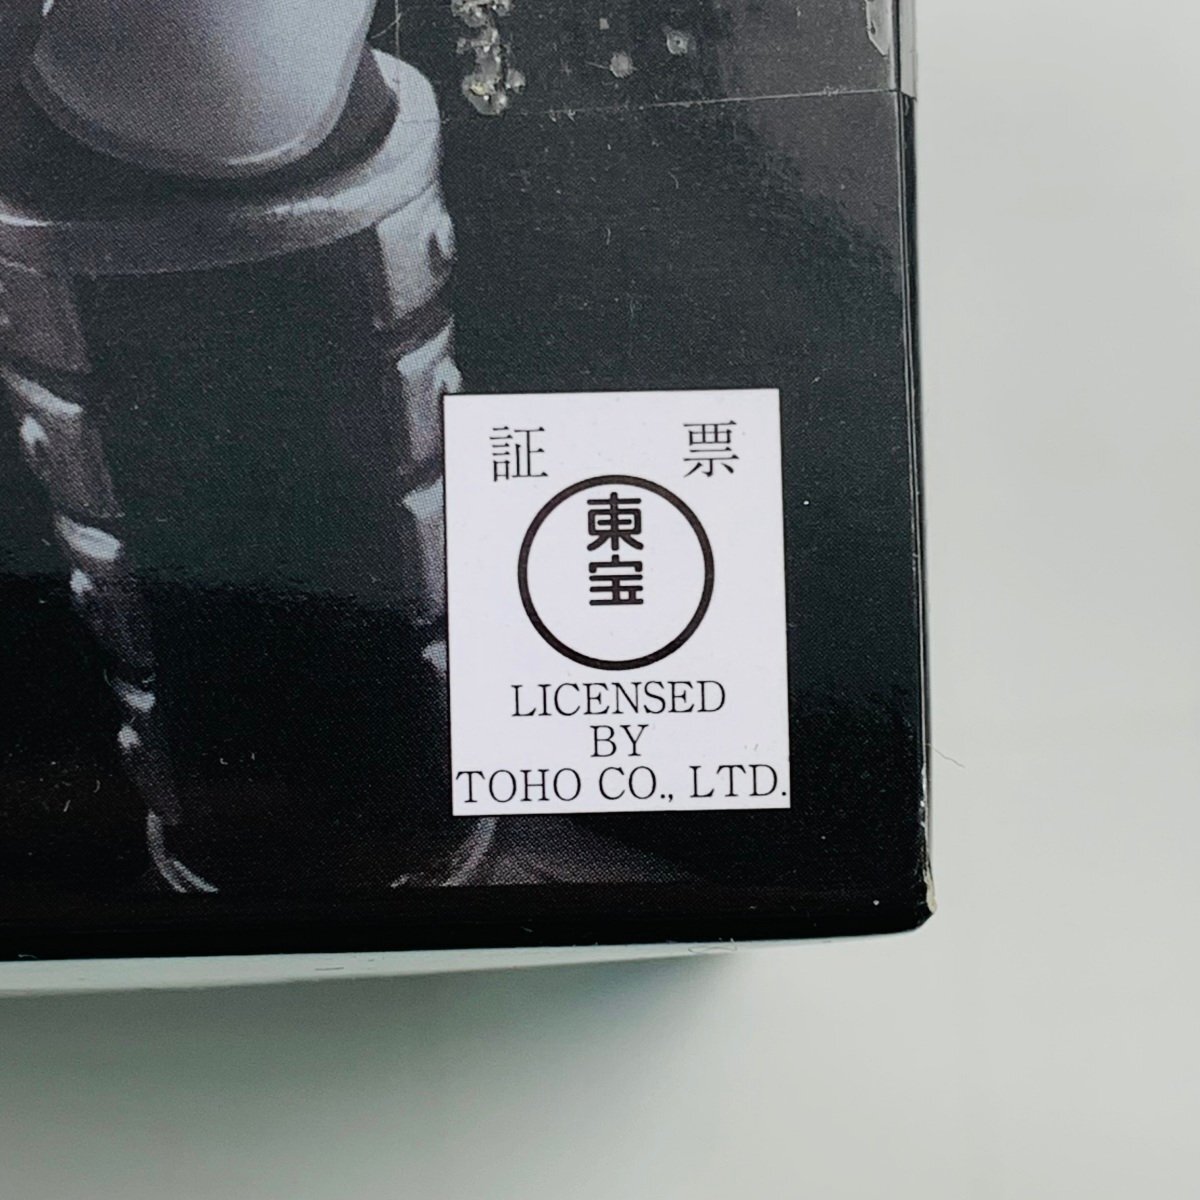 証 票
東宝
LICENSED
BY
TOHO CO., LTD.